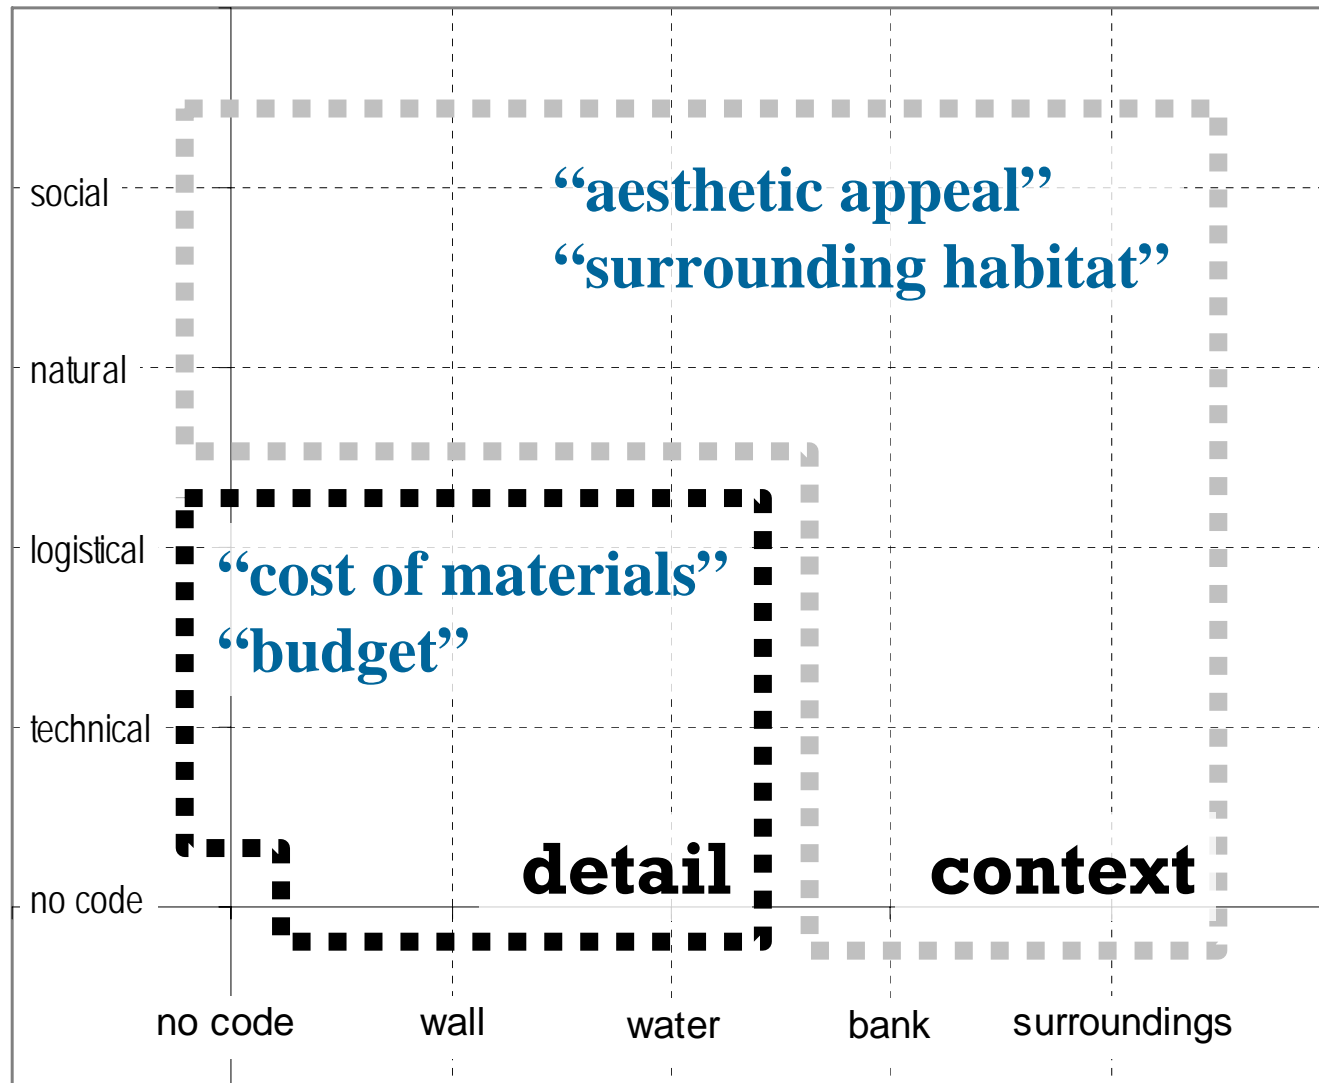 social
“aesthetic appeal”
“surrounding habitat”
natural
logistical
“cost of materials”
“budget”
technical
detail
context
no code
no code
wall
water
bank
surroundings